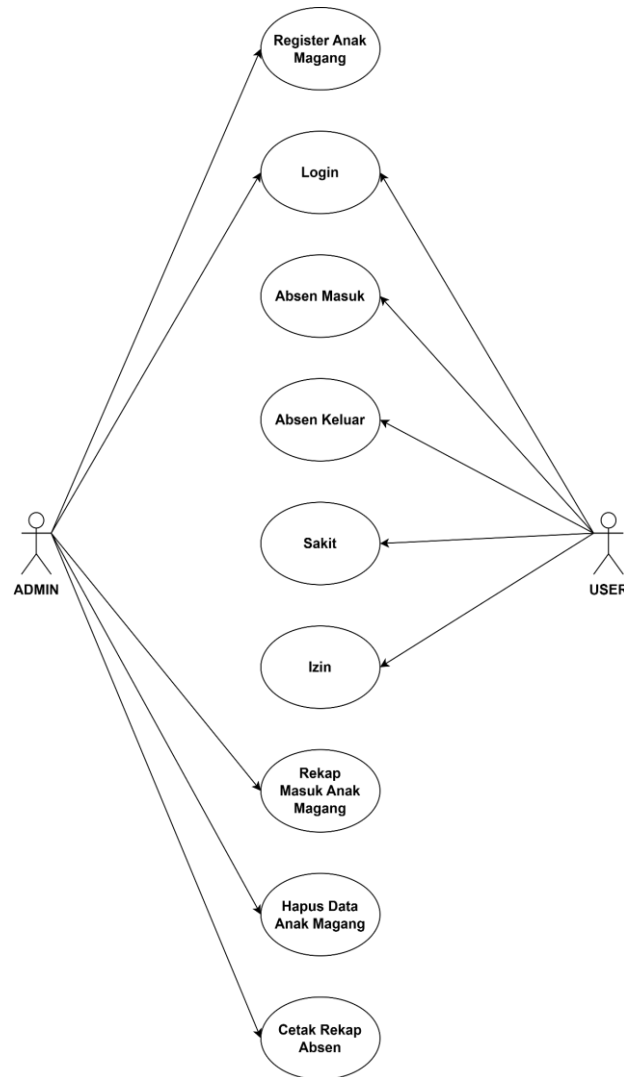 Register Anak
Magang
Login
Absen Masuk
Absen Keluar
Sakit
ADMIN
USER
Izin
Rekap
Masuk Anak
Magang
Hapus Data
Anak Magang
Cetak Rekap
Absen